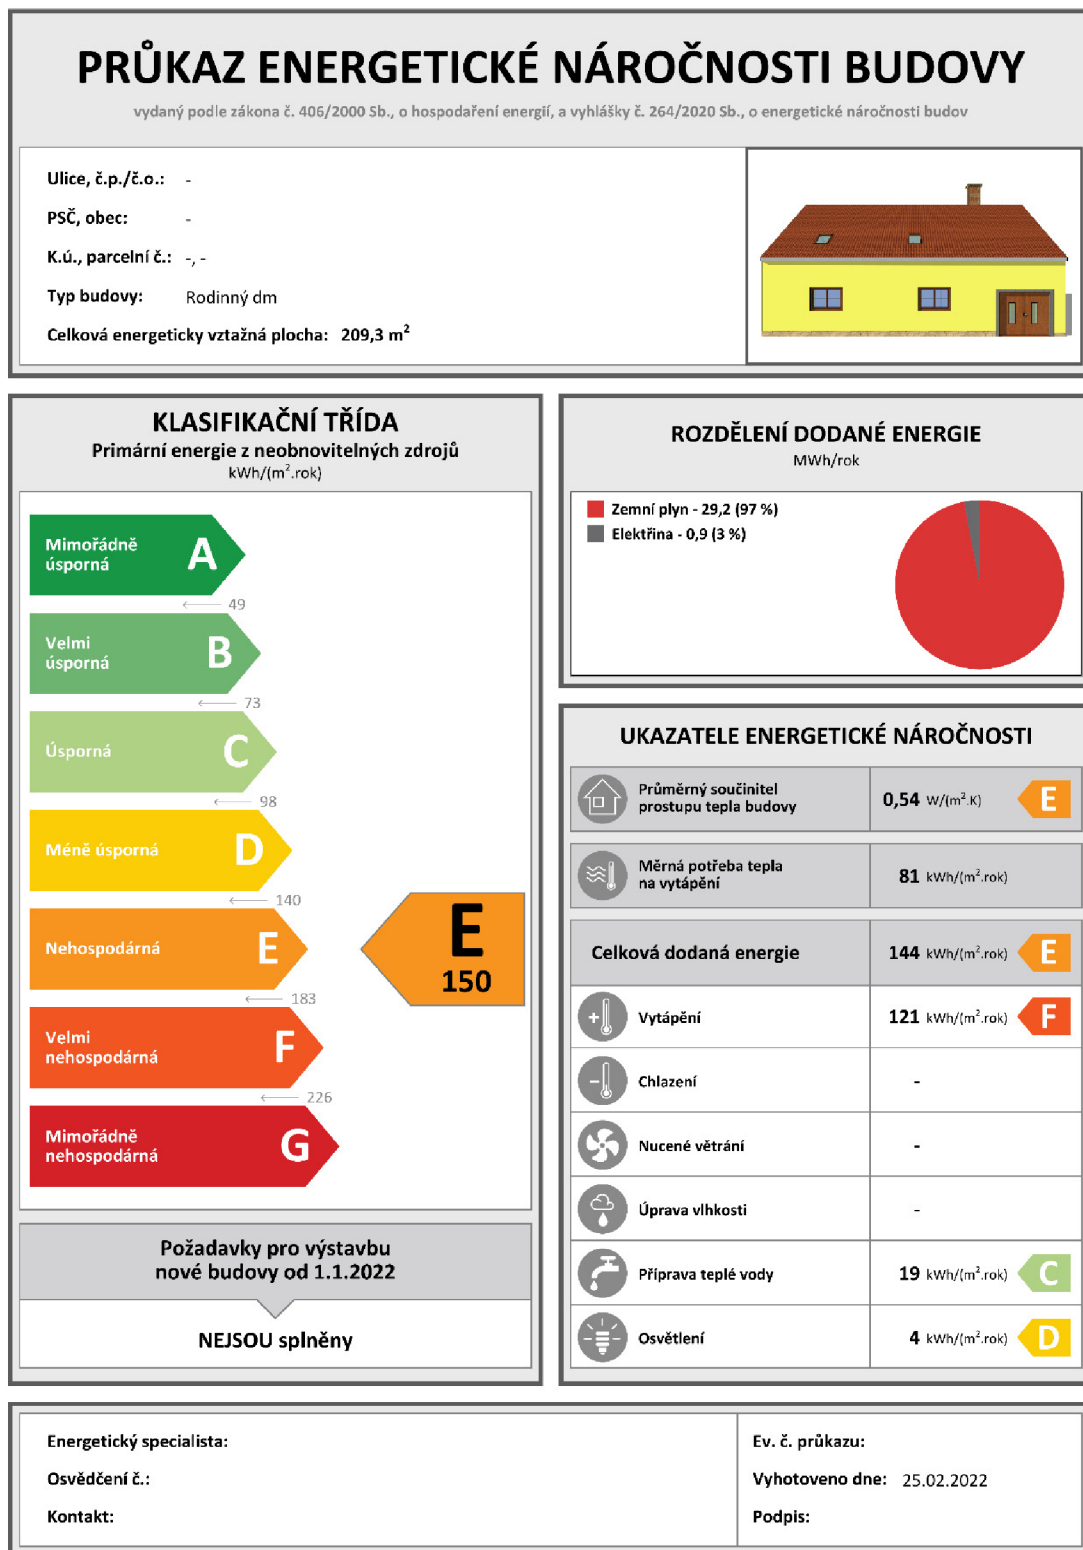 PRŮKAZ ENERGETICKÉ NÁROČNOSTI BUDOVY
vydaný podle zákona č. 406/2000 Sb., o hospodaření energií, a vyhlášky č. 264/2020 Sb., o energetické náročnosti budov
Ulice, č.p./č.o.: -
PSČ, obec: -
K.ú., parcelní č.: -, -
Typ budovy: Rodinný dm
Celková energeticky vztažná plocha: 209,3 m²
KLASIFIKAČNÍ TŘÍDA
Primární energie z neobnovitelných zdrojů
kWh/(m².rok)
Mimořádně
úsporná
A
← 49
Velmi
úsporná
B
← 73
Úsporná
C
← 98
Méně úsporná
D
← 140
Nehospodárná
E
← 183
Velmi
nehospodárná
F
← 226
Mimořádně
nehospodárná
G
E
150
Požadavky pro výstavbu
nové budovy od 1.1.2022
NEJSOU splněny
ROZDĚLENÍ DODANÉ ENERGIE
MWh/rok
Zemní plyn - 29,2 (97 %)
Elektřina - 0,9 (3 %)
UKAZATELE ENERGETICKÉ NÁROČNOSTI
Průměrný součinitel
prostupu tepla budovy
0,54 W/(m².K) E
Měrná potřeba tepla
na vytápění
81 kWh/(m².rok)
Celková dodaná energie 144 kWh/(m².rok) E
Vytápění 121 kWh/(m².rok) F
Chlazení -
Nucené větrání -
Úprava vlhkosti -
Příprava teplé vody 19 kWh/(m².rok) C
Osvětlení 4 kWh/(m².rok) D
Energetický specialista:
Osvědčení č.:
Kontakt:
Ev. č. průkazu:
Vyhotoveno dne: 25.02.2022
Podpis: